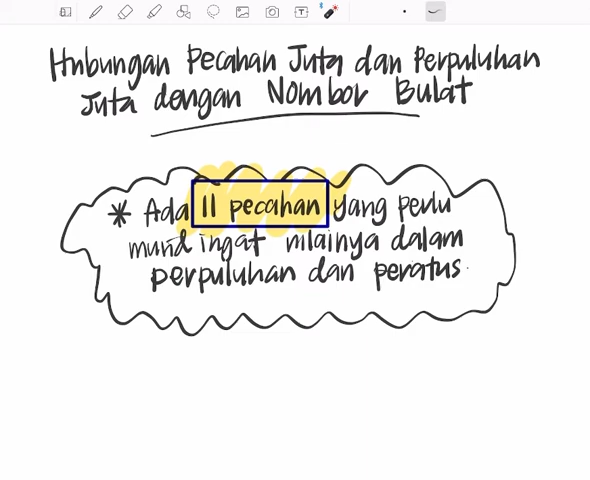 Hubungan Pecahan Juta dan Perpuluhan
Juta dengan Nombor Bulat
* Ada 11 pecahan yang perlu
murid ingat nilainya dalam
perpuluhan dan peratus.